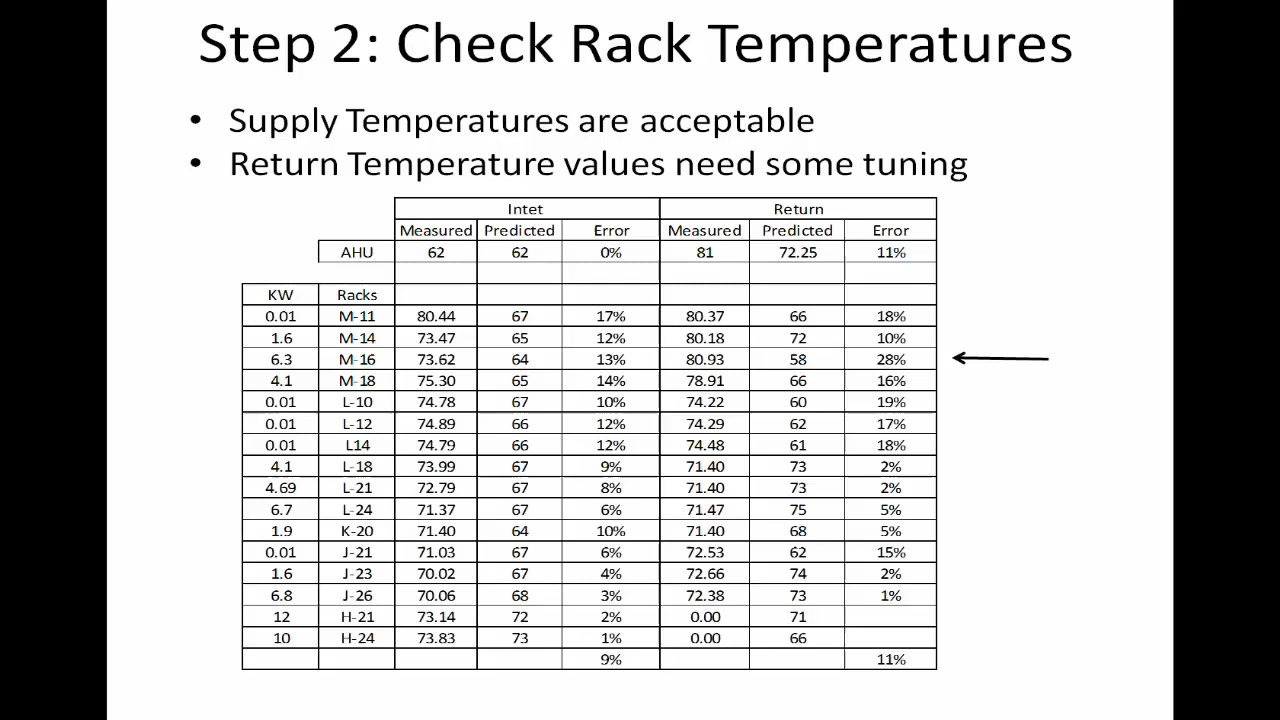 Step 2: Check Rack Temperatures
• Supply Temperatures are acceptable
• Return Temperature values need some tuning
Intet Return
Measured Predicted Error Measured Predicted Error
AHU 62 62 0% 81 72.25 11%
KW Racks
0.01 M-11 80.44 67 17% 80.37 66 18%
1.6 M-14 73.47 65 12% 80.18 72 10%
6.3 M-16 73.62 64 13% 80.93 58 28%
4.1 M-18 75.30 65 14% 78.91 66 16%
0.01 L-10 74.78 67 10% 74.22 60 19%
0.01 L-12 74.89 66 12% 74.29 62 17%
0.01 L14 74.79 66 12% 74.48 61 18%
4.1 L-18 73.99 67 9% 71.40 73 2%
4.69 L-21 72.79 67 8% 71.40 73 2%
6.7 L-24 71.37 67 6% 71.47 75 5%
1.9 K-20 71.40 64 10% 71.40 68 5%
0.01 J-21 71.03 67 6% 72.53 62 15%
1.6 J-23 70.02 67 4% 72.66 74 2%
6.8 J-26 70.06 68 3% 72.38 73 1%
12 H-21 73.14 72 2% 0.00 71
10 H-24 73.83 73 1% 0.00 66
9% 11%